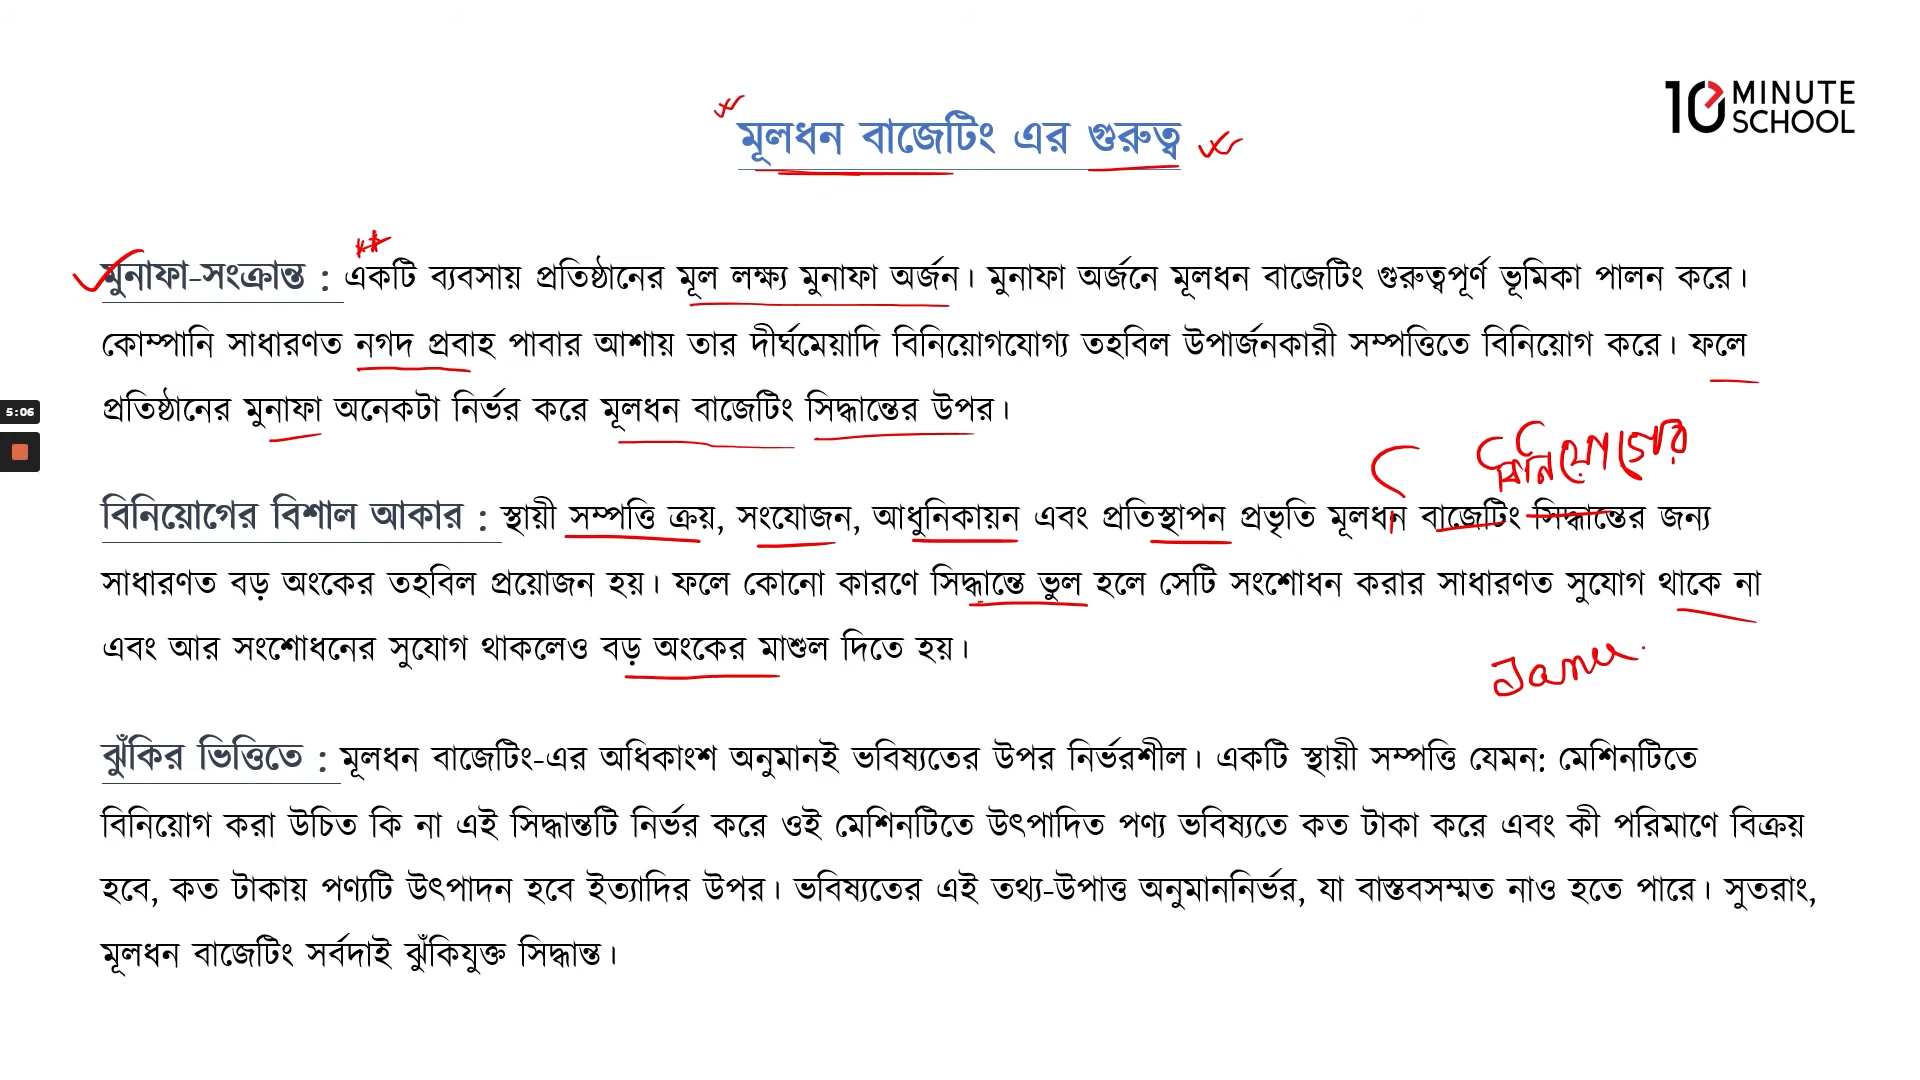 10 MINUTE
SCHOOL
মূলধন বাজেটিং এর গুরুত্ব
মুনাফা-সংক্রান্ত : একটি ব্যবসায় প্রতিষ্ঠানের মূল লক্ষ্য মুনাফা অর্জন। মুনাফা অর্জনে মূলধন বাজেটিং গুরুত্বপূর্ণ ভূমিকা পালন করে।
কোম্পানি সাধারণত নগদ প্রবাহ পাবার আশায় তার দীর্ঘমেয়াদি বিনিয়োগযোগ্য তহবিল উপার্জনকারী সম্পত্তিতে বিনিয়োগ করে। ফলে
প্রতিষ্ঠানের মুনাফা অনেকটা নির্ভর করে মূলধন বাজেটিং সিদ্ধান্তের উপর।
5:06
বিনিয়োগের
বিনিয়োগের বিশাল আকার : স্থায়ী সম্পত্তি ক্রয়, সংযোজন, আধুনিকায়ন এবং প্রতিস্থাপন প্রভৃতি মূলধন বাজেটিং সিদ্ধান্তের জন্য
সাধারণত বড় অংকের তহবিল প্রয়োজন হয়। ফলে কোনো কারণে সিদ্ধান্তে ভুল হলে সেটি সংশোধন করার সাধারণত সুযোগ থাকে না
এবং আর সংশোধনের সুযোগ থাকলেও বড় অংকের মাশুল দিতে হয়।
ঝুঁকির ভিত্তিতে : মূলধন বাজেটিং-এর অধিকাংশ অনুমানই ভবিষ্যতের উপর নির্ভরশীল। একটি স্থায়ী সম্পত্তি যেমন: মেশিনটিতে
বিনিয়োগ করা উচিত কি না এই সিদ্ধান্তটি নির্ভর করে ওই মেশিনটিতে উৎপাদিত পণ্য ভবিষ্যতে কত টাকা করে এবং কী পরিমাণে বিক্রয়
হবে, কত টাকায় পণ্যটি উৎপাদন হবে ইত্যাদির উপর। ভবিষ্যতের এই তথ্য-উপাত্ত অনুমাননির্ভর, যা বাস্তবসম্মত নাও হতে পারে। সুতরাং,
মূলধন বাজেটিং সর্বদাই ঝুঁকিযুক্ত সিদ্ধান্ত।